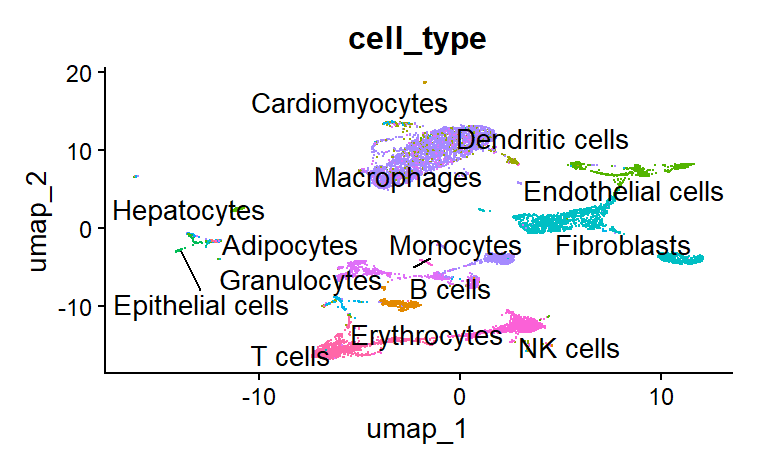 cell_type
20
Cardiomyocytes
Dendritic cells
10
Macrophages
Endothelial cells
Hepatocytes
0
Adipocytes
Monocytes
Fibroblasts
Granulocytes
B cells
Epithelial cells
-10
Erythrocytes
T cells
NK cells
umap_2
-10
0
10
umap_1